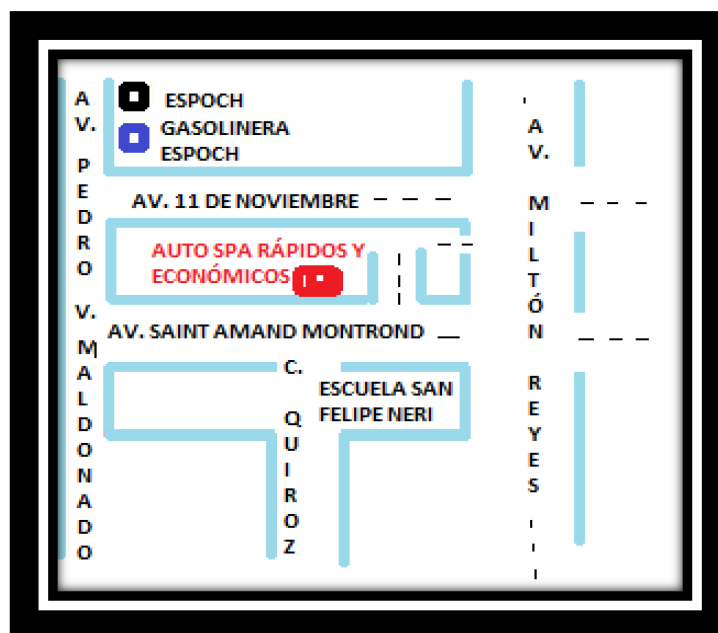 AV. PEDRO V. MALDONADO
ESPOCH
GASOLINERA
ESPOCH
AV. 11 DE NOVIEMBRE
AUTO SPA RÁPIDOS Y
ECONÓMICOS
AV. SAINT AMAND MONTROND
C. QUIROZ
ESCUELA SAN
FELIPE NERI
AV. MILTÓN REYES